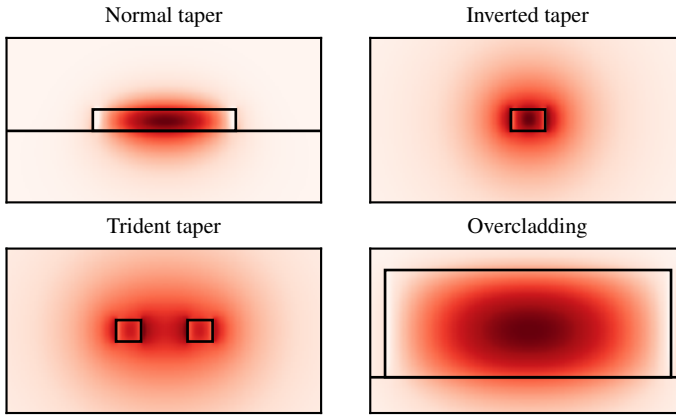 Normal taper
Inverted taper
Trident taper
Overcladding